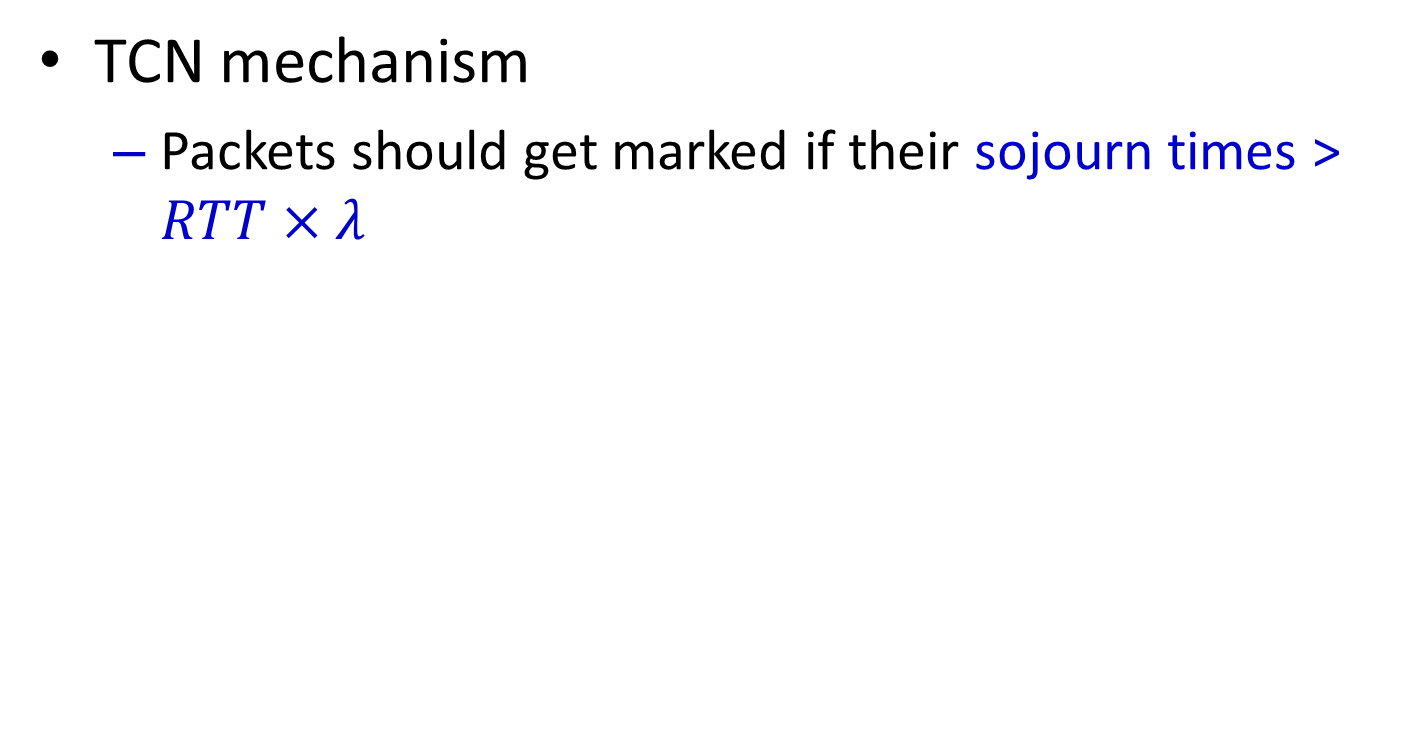 • TCN mechanism
– Packets should get marked if their sojourn times >
RTT × λ